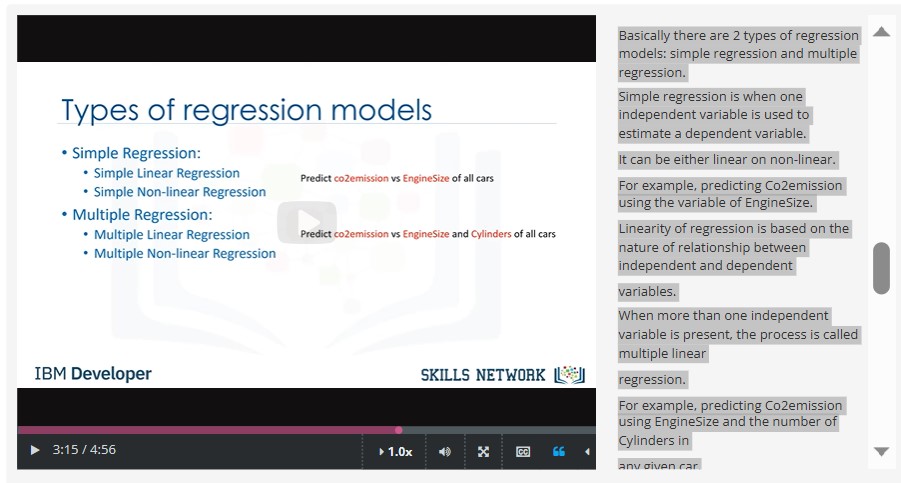 Types of regression models
• Simple Regression:
• Simple Linear Regression
• Simple Non-linear Regression
Predict co2emission vs EngineSize of all cars
• Multiple Regression:
• Multiple Linear Regression
• Multiple Non-linear Regression
Predict co2emission vs EngineSize and Cylinders of all cars
IBM Developer
SKILLS NETWORK
3:15 / 4:56
1.0x
CC
Basically there are 2 types of regression
models: simple regression and multiple
regression.
Simple regression is when one
independent variable is used to
estimate a dependent variable.
It can be either linear on non-linear.
For example, predicting Co2emission
using the variable of EngineSize.
Linearity of regression is based on the
nature of relationship between
independent and dependent
variables.
When more than one independent
variable is present, the process is called
multiple linear
regression.
For example, predicting Co2emission
using EngineSize and the number of
Cylinders in
any given car